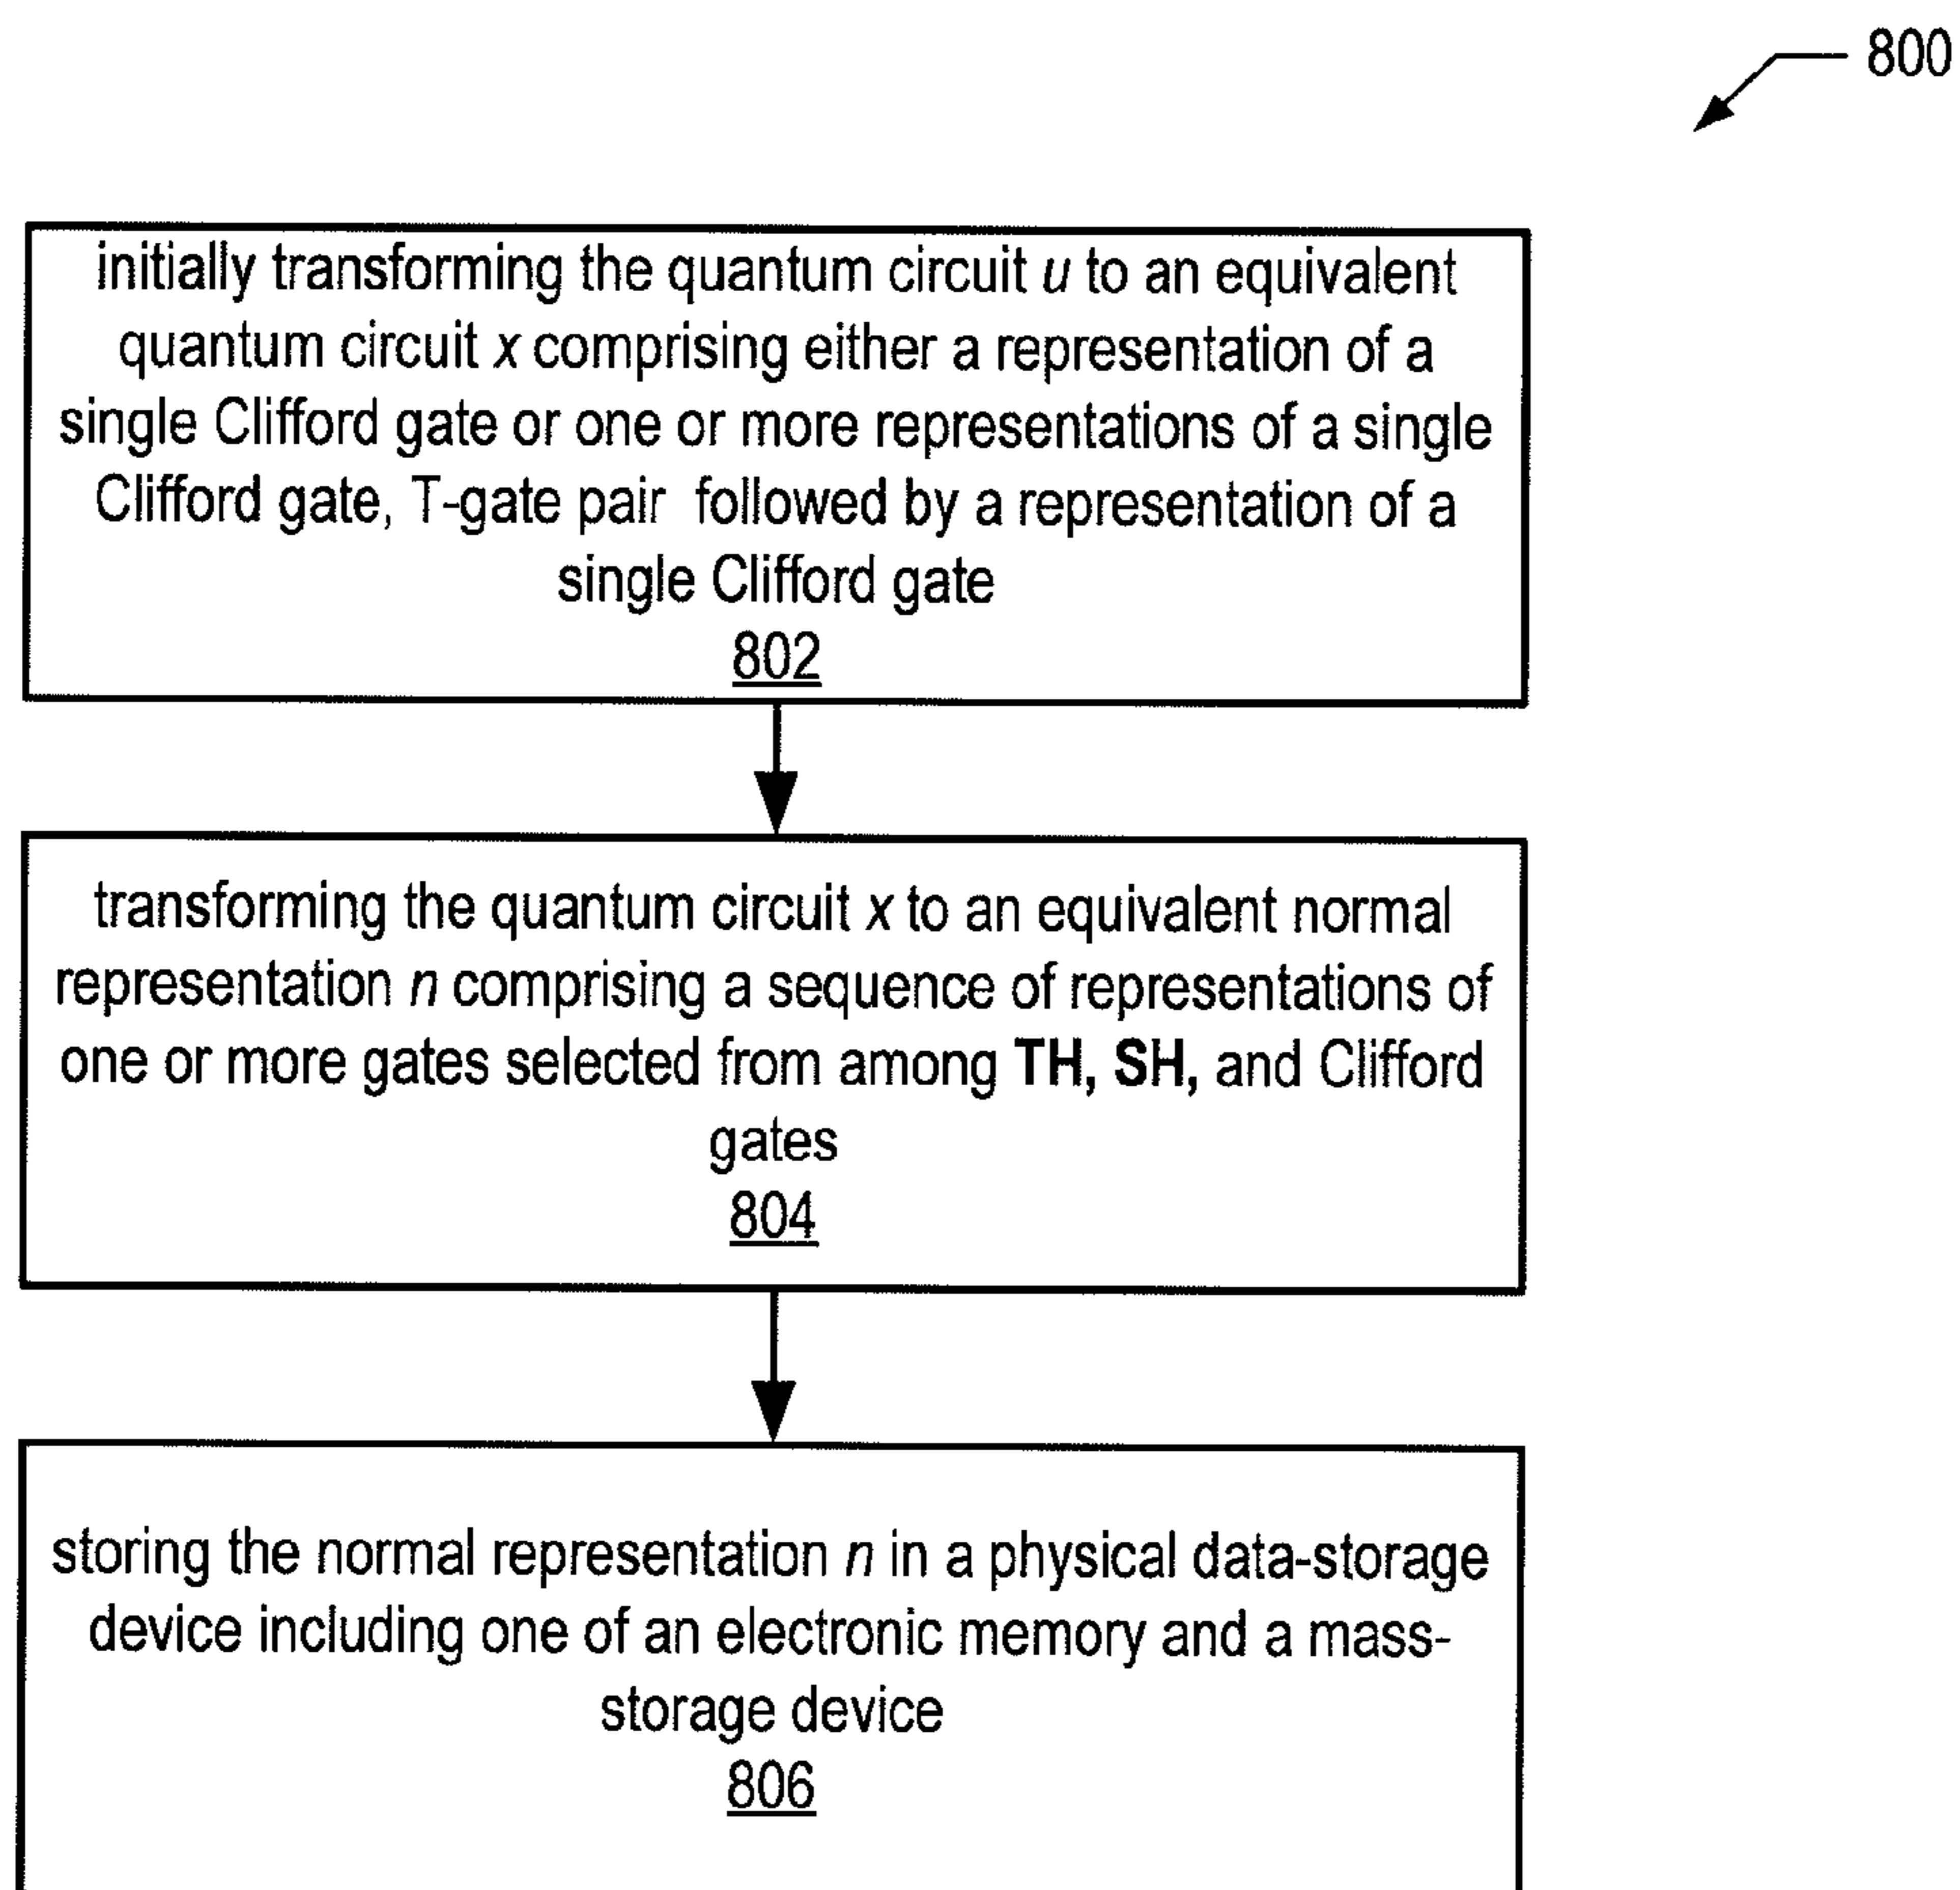 800
initially transforming the quantum circuit u to an equivalent
quantum circuit x comprising either a representation of a
single Clifford gate or one or more representations of a single
Clifford gate, T-gate pair followed by a representation of a
single Clifford gate
802
transforming the quantum circuit x to an equivalent normal
representation n comprising a sequence of representations of
one or more gates selected from among TH, SH, and Clifford
gates
804
storing the normal representation n in a physical data-storage
device including one of an electronic memory and a mass-
storage device
806